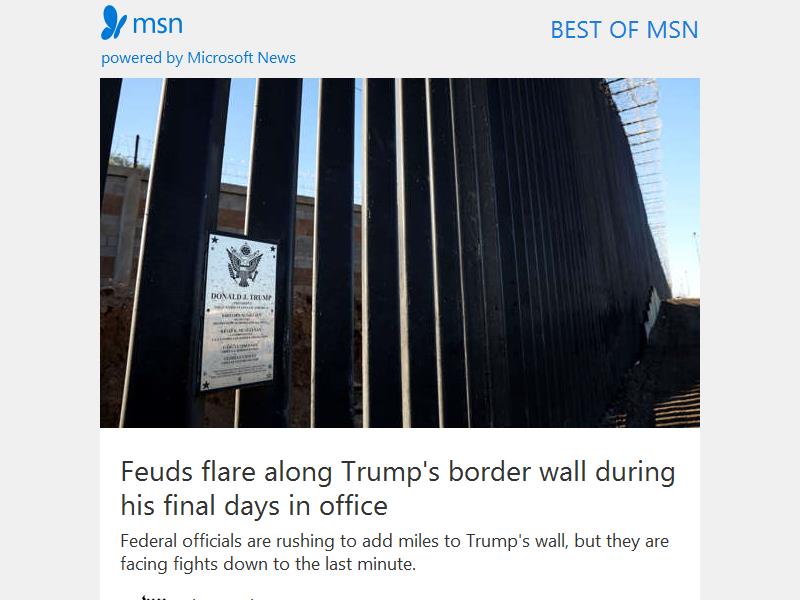 msn
BEST OF MSN
powered by Microsoft News
DONALD J. TRUMP
Feuds flare along Trump's border wall during
his final days in office
Federal officials are rushing to add miles to Trump's wall, but they are
facing fights down to the last minute.